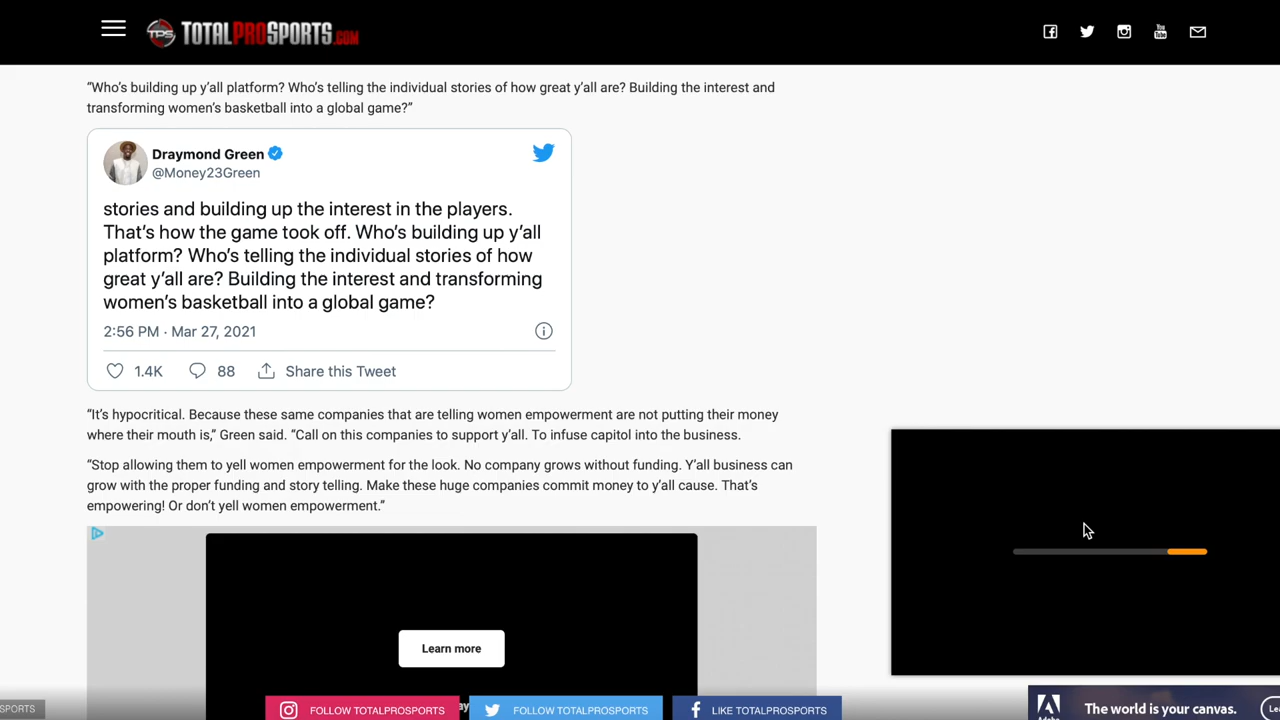 TPS TOTALPROSPORTS.COM
“Who’s building up y’all platform? Who’s telling the individual stories of how great y’all are? Building the interest and
transforming women’s basketball into a global game?”
Draymond Green
@Money23Green
stories and building up the interest in the players.
That’s how the game took off. Who’s building up y’all
platform? Who’s telling the individual stories of how
great y’all are? Building the interest and transforming
women’s basketball into a global game?
2:56 PM · Mar 27, 2021
1.4K 88 Share this Tweet
“It’s hypocritical. Because these same companies that are telling women empowerment are not putting their money
where their mouth is,” Green said. “Call on this companies to support y’all. To infuse capitol into the business.
“Stop allowing them to yell women empowerment for the look. No company grows without funding. Y’all business can
grow with the proper funding and story telling. Make these huge companies commit money to y’all cause. That’s
empowering! Or don’t yell women empowerment.”
Learn more
SPORTS
FOLLOW TOTALPROSPORTS FOLLOW TOTALPROSPORTS LIKE TOTALPROSPORTS
Adobe The world is your canvas.